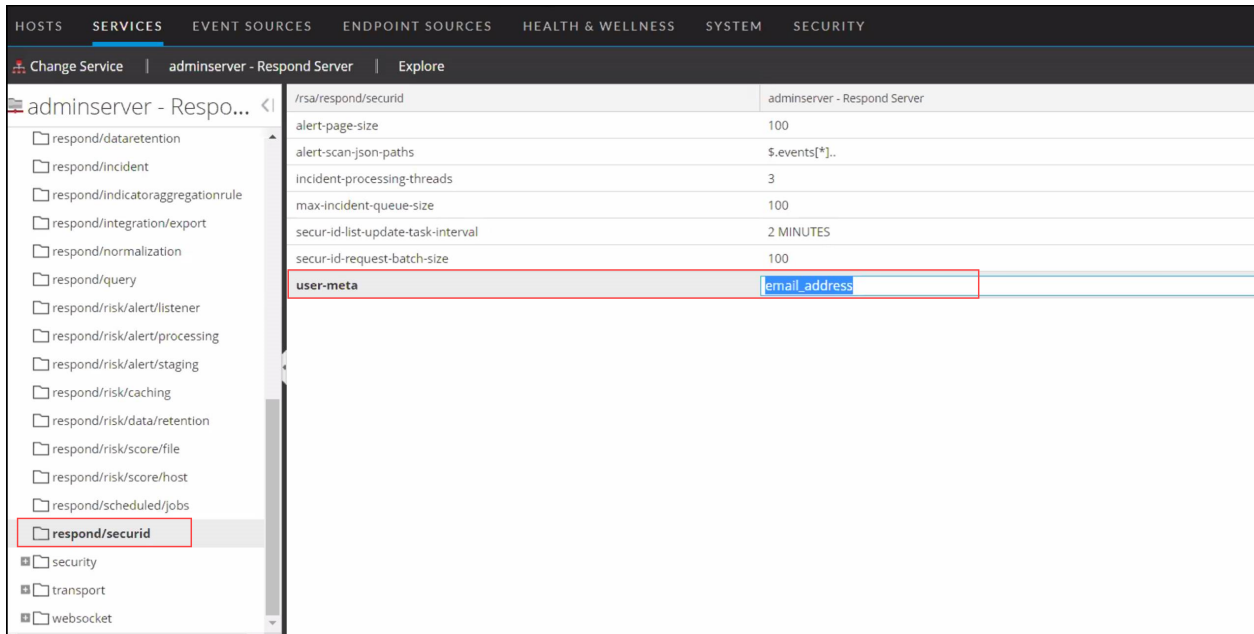 HOSTS SERVICES EVENT SOURCES ENDPOINT SOURCES HEALTH & WELLNESS SYSTEM SECURITY
Change Service | adminserver - Respond Server | Explore
adminserver - Respo...
respond/dataretention
respond/incident
respond/indicatoraggregationrule
respond/integration/export
respond/normalization
respond/query
respond/risk/alert/listener
respond/risk/alert/processing
respond/risk/alert/staging
respond/risk/caching
respond/risk/data/retention
respond/risk/score/file
respond/risk/score/host
respond/scheduled/jobs
respond/securid
security
transport
websocket
/rsa/respond/securid adminserver - Respond Server
alert-page-size 100
alert-scan-json-paths $.events[*]..
incident-processing-threads 3
max-incident-queue-size 100
secur-id-list-update-task-interval 2 MINUTES
secur-id-request-batch-size 100
user-meta email_address